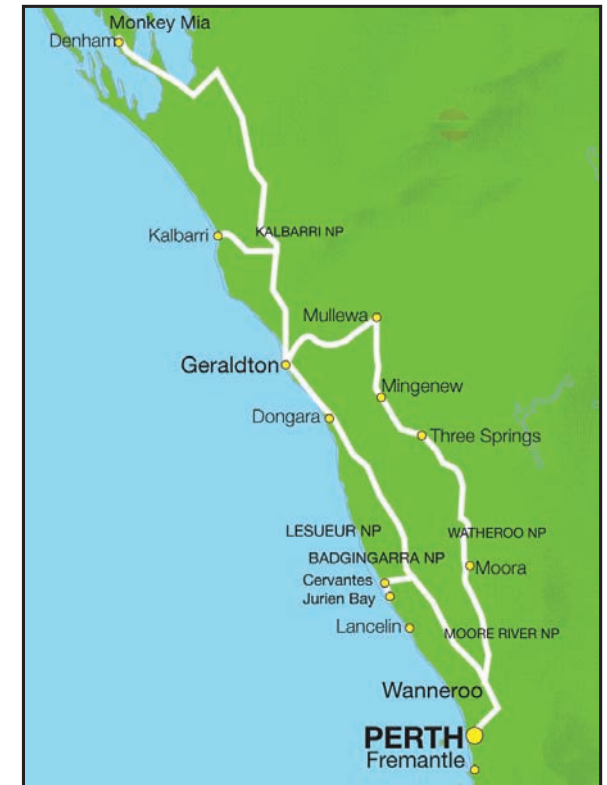 Monkey Mia
Denham
Kalbarri
KALBARRI NP
Mullewa
Geraldton
Mingenew
Dongara
Three Springs
LESUEUR NP
WATHEROO NP
BADGINGARRA NP
Moora
Cervantes
Jurien Bay
Lancelin
MOORE RIVER NP
Wanneroo
PERTH
Fremantle